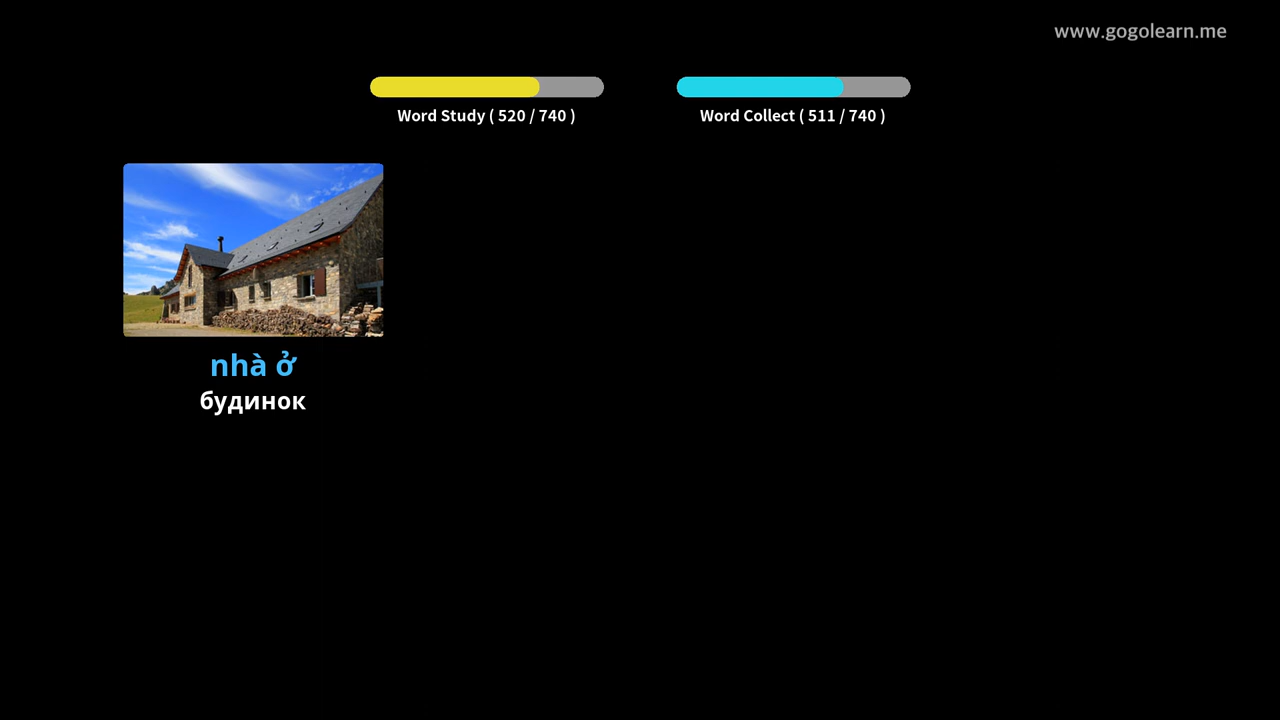 www.gogolearn.me
Word Study ( 520 / 740 )
Word Collect ( 511 / 740 )
nhà ở
будинок